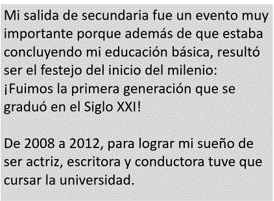 Mi salida de secundaria fue un evento muy
importante porque además de que estaba
concluyendo mi educación básica, resultó
ser el festejo del inicio del milenio:
¡Fuimos la primera generación que se
graduó en el Siglo XXI!
De 2008 a 2012, para lograr mi sueño de
ser actriz, escritora y conductora tuve que
cursar la universidad.